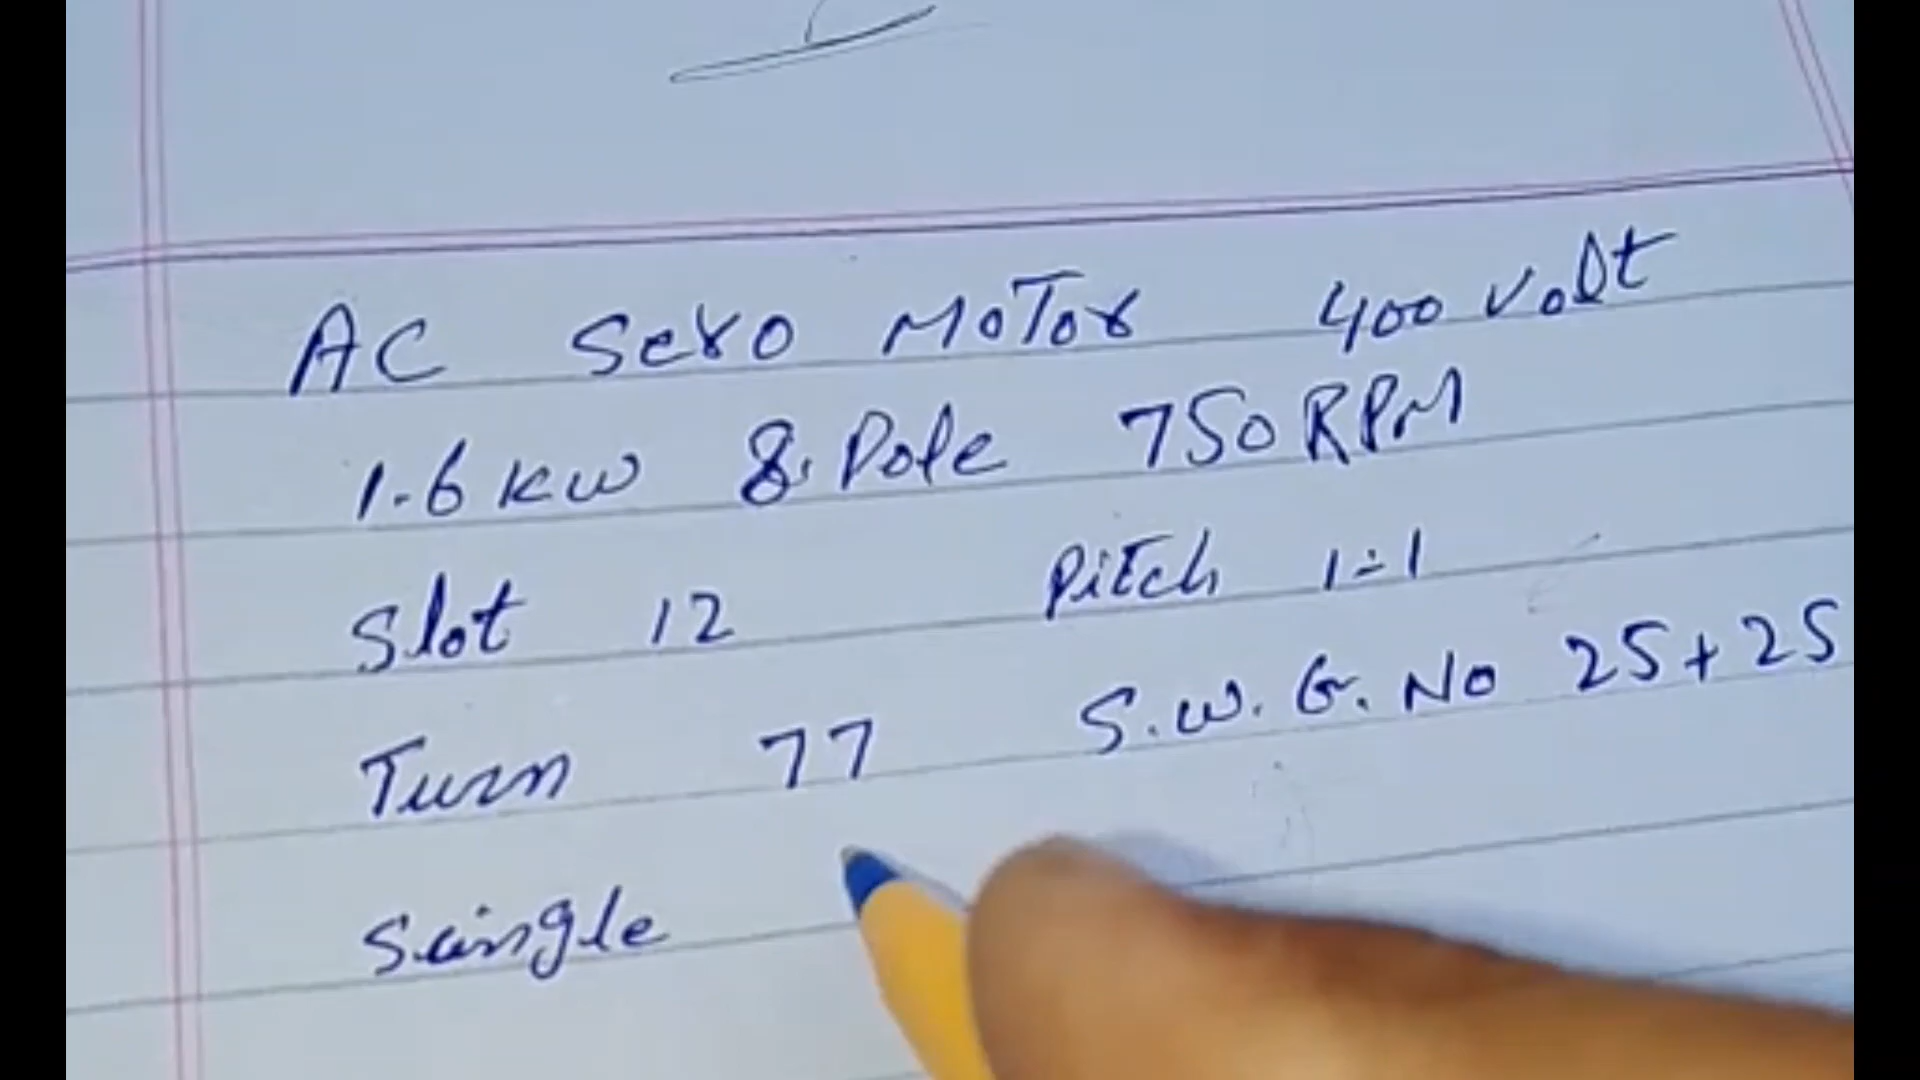 AC Servo Motor 400 Volt
1.6 KW 8 Pole 750 RPM
Slot 12 Pitch 1÷1
Turn 77 S.W.G. No 25+25
Saingle